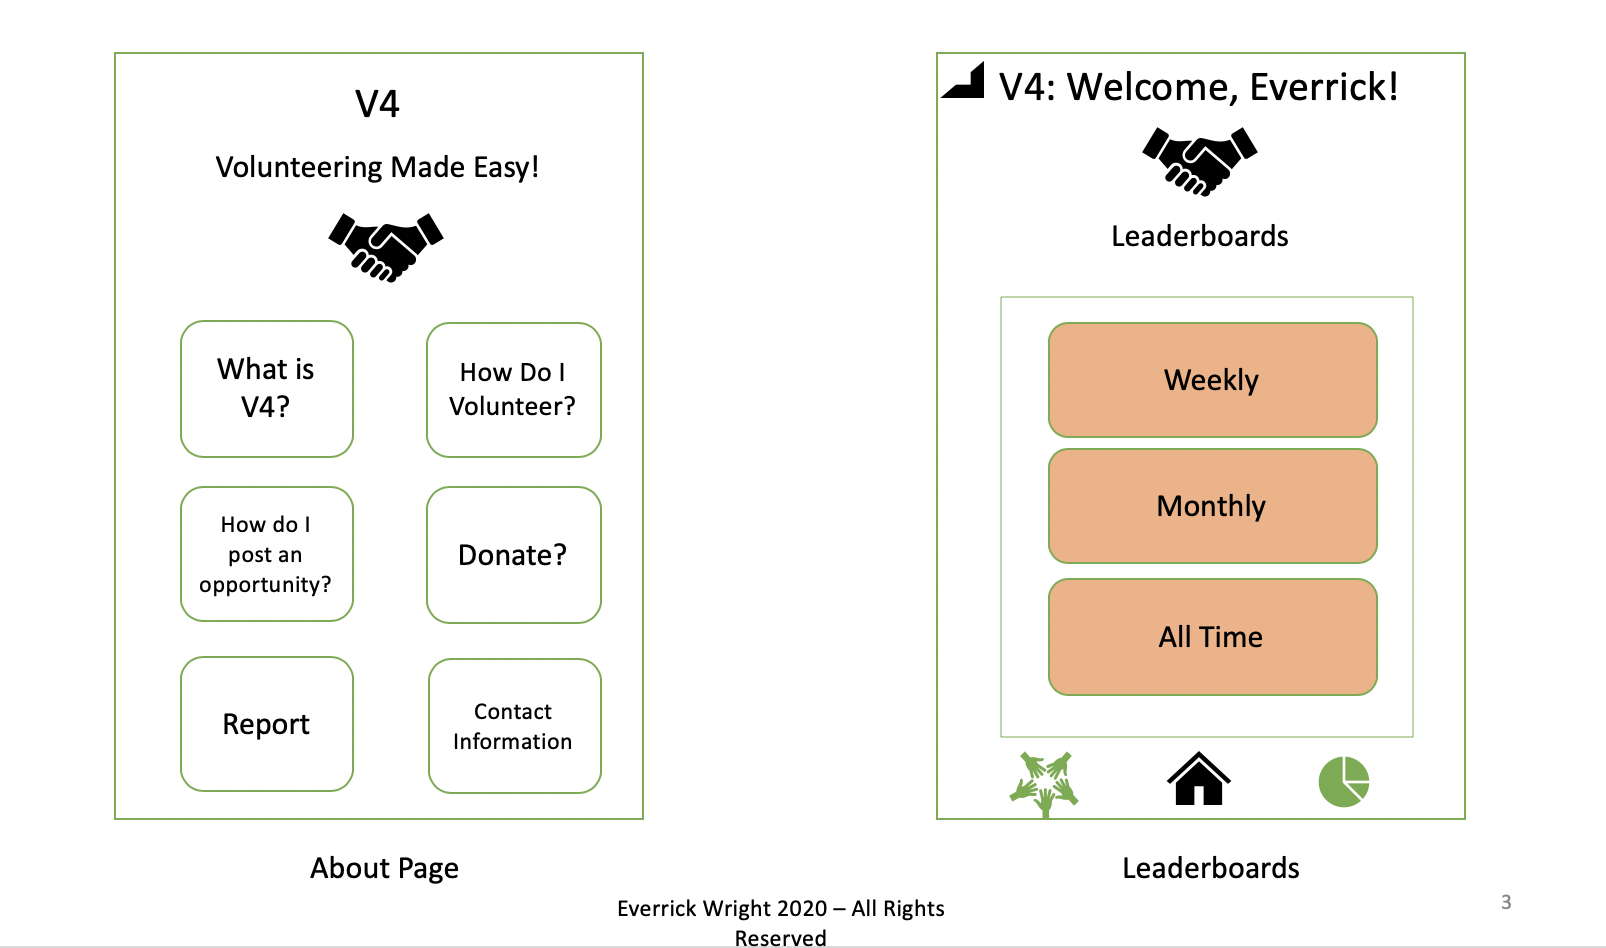 V4
Volunteering Made Easy!
What is
V4?
How Do I
Volunteer?
How do I
post an
opportunity?
Donate?
Report
Contact
Information
About Page
V4: Welcome, Everrick!
Leaderboards
Weekly
Monthly
All Time
Leaderboards
Everrick Wright 2020 – All Rights
Reserved
3